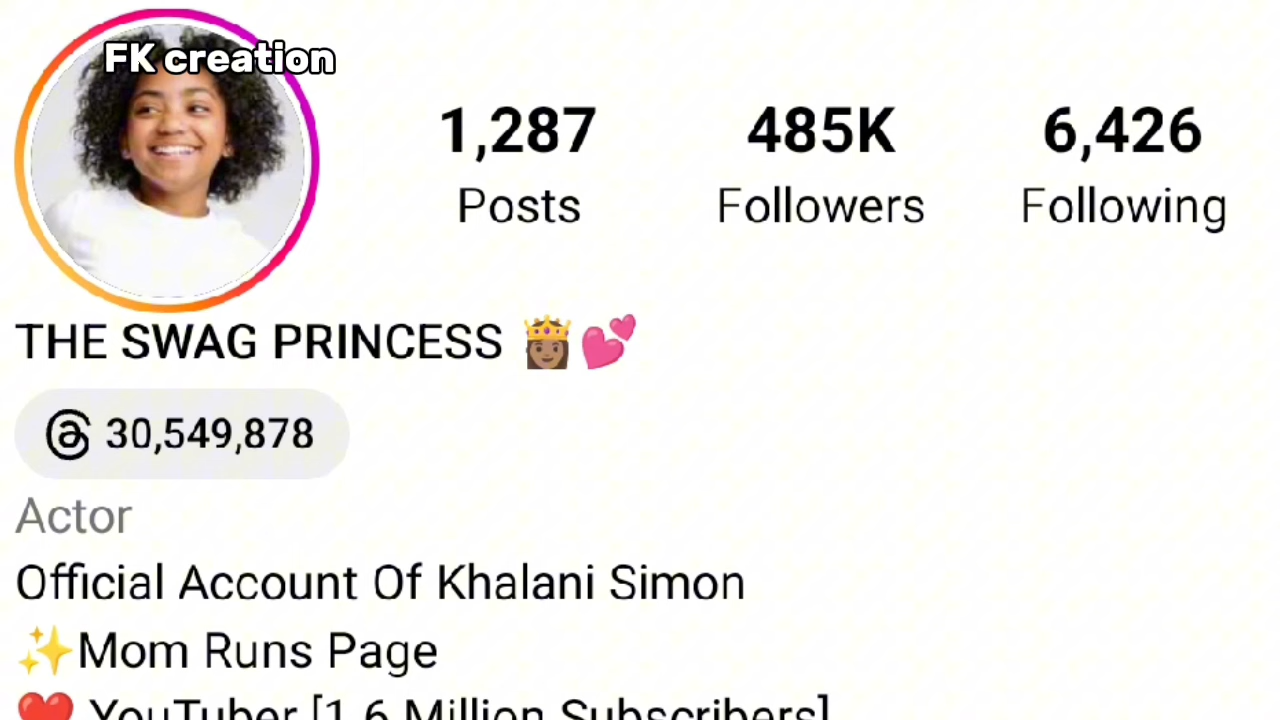 FK creation
1,287 485K 6,426
Posts Followers Following
THE SWAG PRINCESS 👸🏽💕
30,549,878
Actor
Official Account Of Khalani Simon
✨Mom Runs Page
❤️ YouTuber [1.6 Million Subscribers]